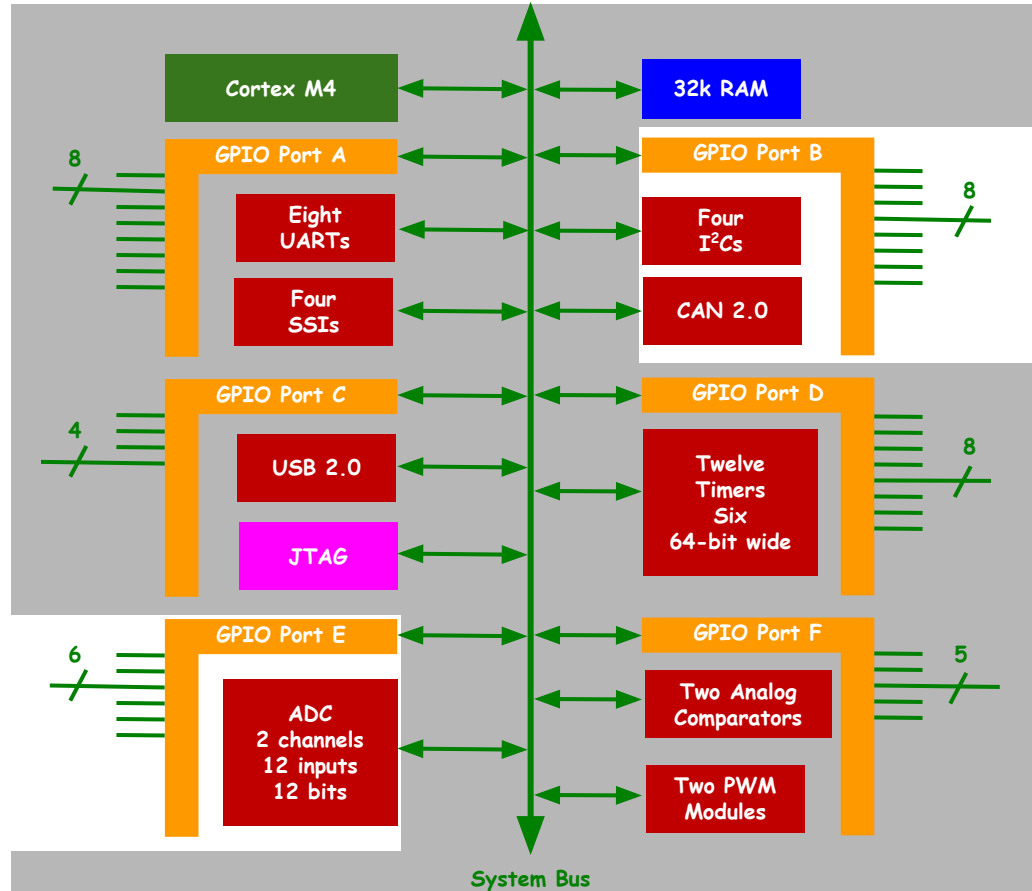 Cortex M4
32k RAM
GPIO Port A
GPIO Port B
8
8
Eight
UARTs
Four
I²Cs
Four
SSIs
CAN 2.0
GPIO Port C
GPIO Port D
4
8
USB 2.0
Twelve
Timers
Six
64-bit wide
JTAG
GPIO Port E
GPIO Port F
6
5
ADC
2 channels
12 inputs
12 bits
Two Analog
Comparators
Two PWM
Modules
System Bus